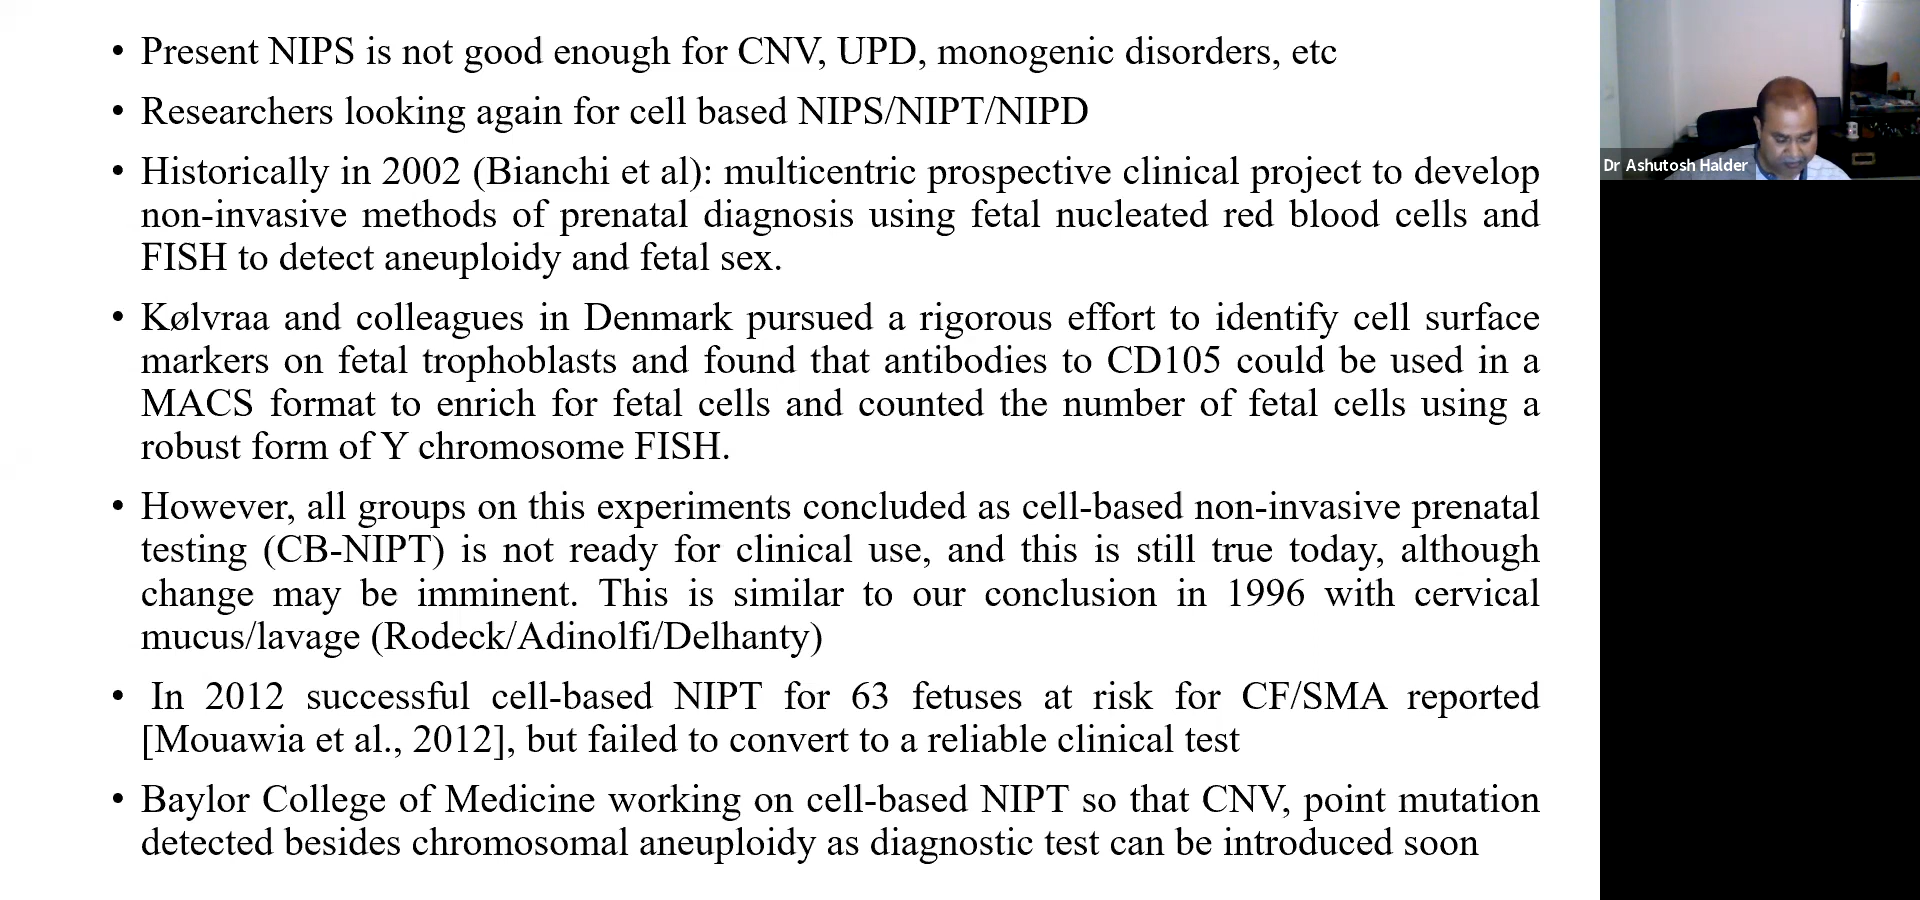 • Present NIPS is not good enough for CNV, UPD, monogenic disorders, etc
• Researchers looking again for cell based NIPS/NIPT/NIPD
• Historically in 2002 (Bianchi et al): multicentric prospective clinical project to develop
non-invasive methods of prenatal diagnosis using fetal nucleated red blood cells and
FISH to detect aneuploidy and fetal sex.
• Kølvraa and colleagues in Denmark pursued a rigorous effort to identify cell surface
markers on fetal trophoblasts and found that antibodies to CD105 could be used in a
MACS format to enrich for fetal cells and counted the number of fetal cells using a
robust form of Y chromosome FISH.
• However, all groups on this experiments concluded as cell-based non-invasive prenatal
testing (CB-NIPT) is not ready for clinical use, and this is still true today, although
change may be imminent. This is similar to our conclusion in 1996 with cervical
mucus/lavage (Rodeck/Adinolfi/Delhanty)
• In 2012 successful cell-based NIPT for 63 fetuses at risk for CF/SMA reported
[Mouawia et al., 2012], but failed to convert to a reliable clinical test
• Baylor College of Medicine working on cell-based NIPT so that CNV, point mutation
detected besides chromosomal aneuploidy as diagnostic test can be introduced soon
Dr Ashutosh Halder